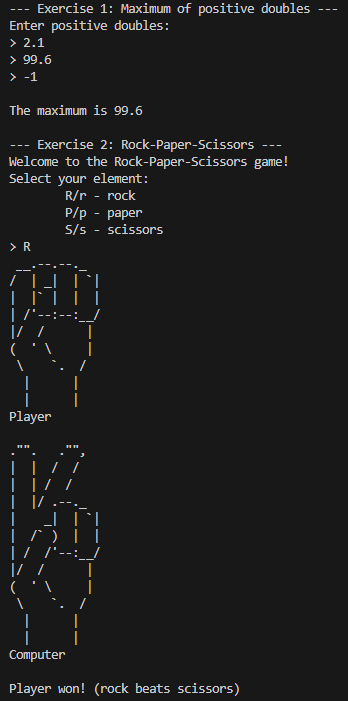 --- Exercise 1: Maximum of positive doubles ---
Enter positive doubles:
> 2.1
> 99.6
> -1

The maximum is 99.6

--- Exercise 2: Rock-Paper-Scissors ---
Welcome to the Rock-Paper-Scissors game!
Select your element:
        R/r - rock
        P/p - paper
        S/s - scissors
> R
 __.--.--._
/  | _|  | `|
|  |` |  |  |
| /'--:--:__/
|/  /      |
(  ' \     |
 \    `.  /
  |      |
  |      |
Player

."".   ."",
|  |  /  /
|  | /  /
|  |/ .--._
|    _|  | `|
|  /` )  |  |
| /  /'--:__/
|/  /      |
(  ' \     |
 \    `.  /
  |      |
  |      |
Computer

Player won! (rock beats scissors)